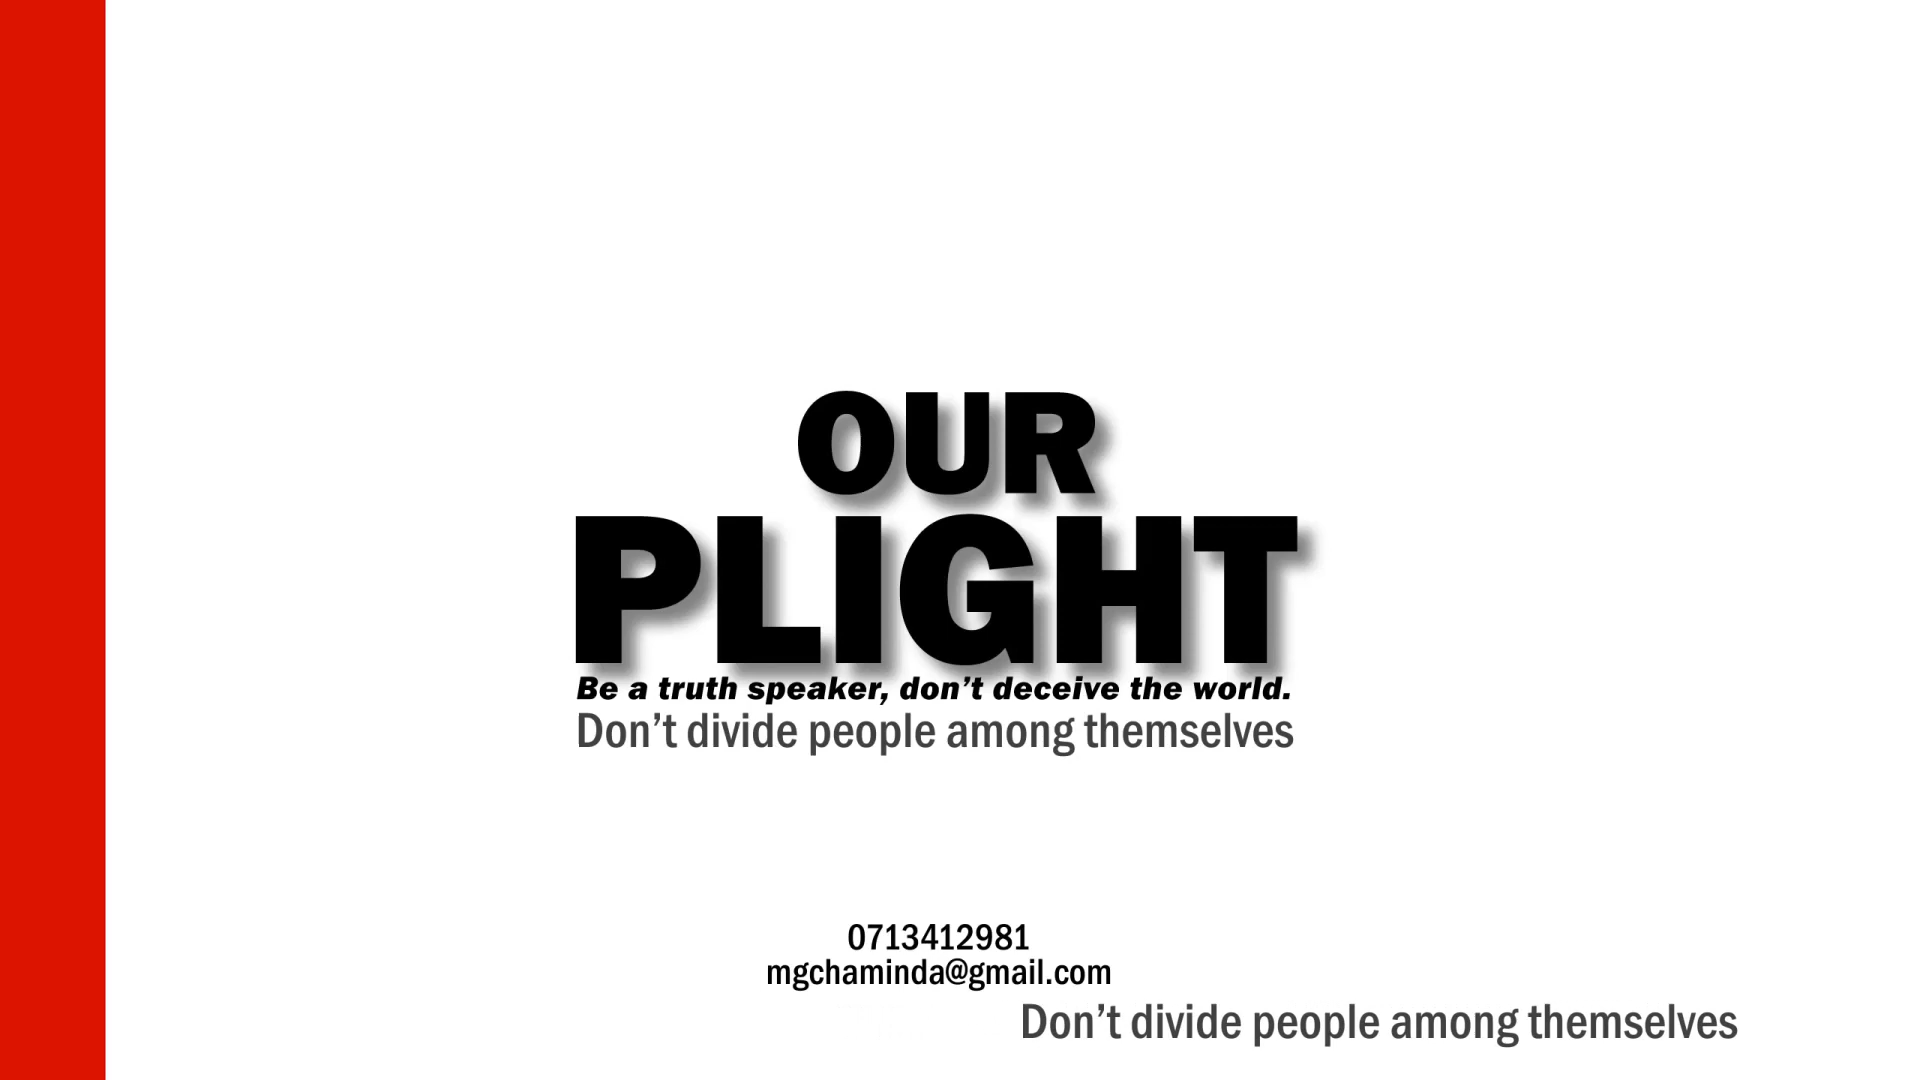 OUR
PLIGHT
Be a truth speaker, don’t deceive the world.
Don’t divide people among themselves
0713412981
mgchaminda@gmail.com
Don’t divide people among themselves